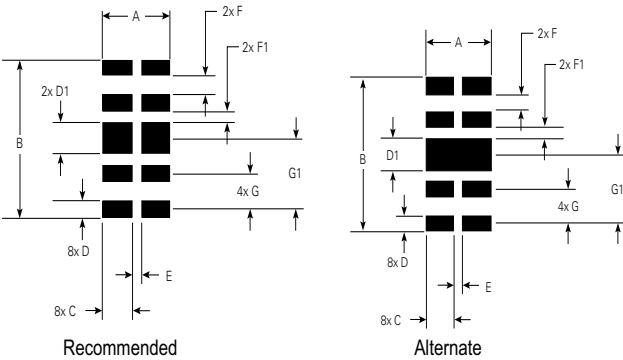 A
2x F
2x F1
2x D1
B
G1
4x G
8x D
E
8x C
Recommended
A
2x F
2x F1
B
D1
G1
4x G
8x D
E
8x C
Alternate